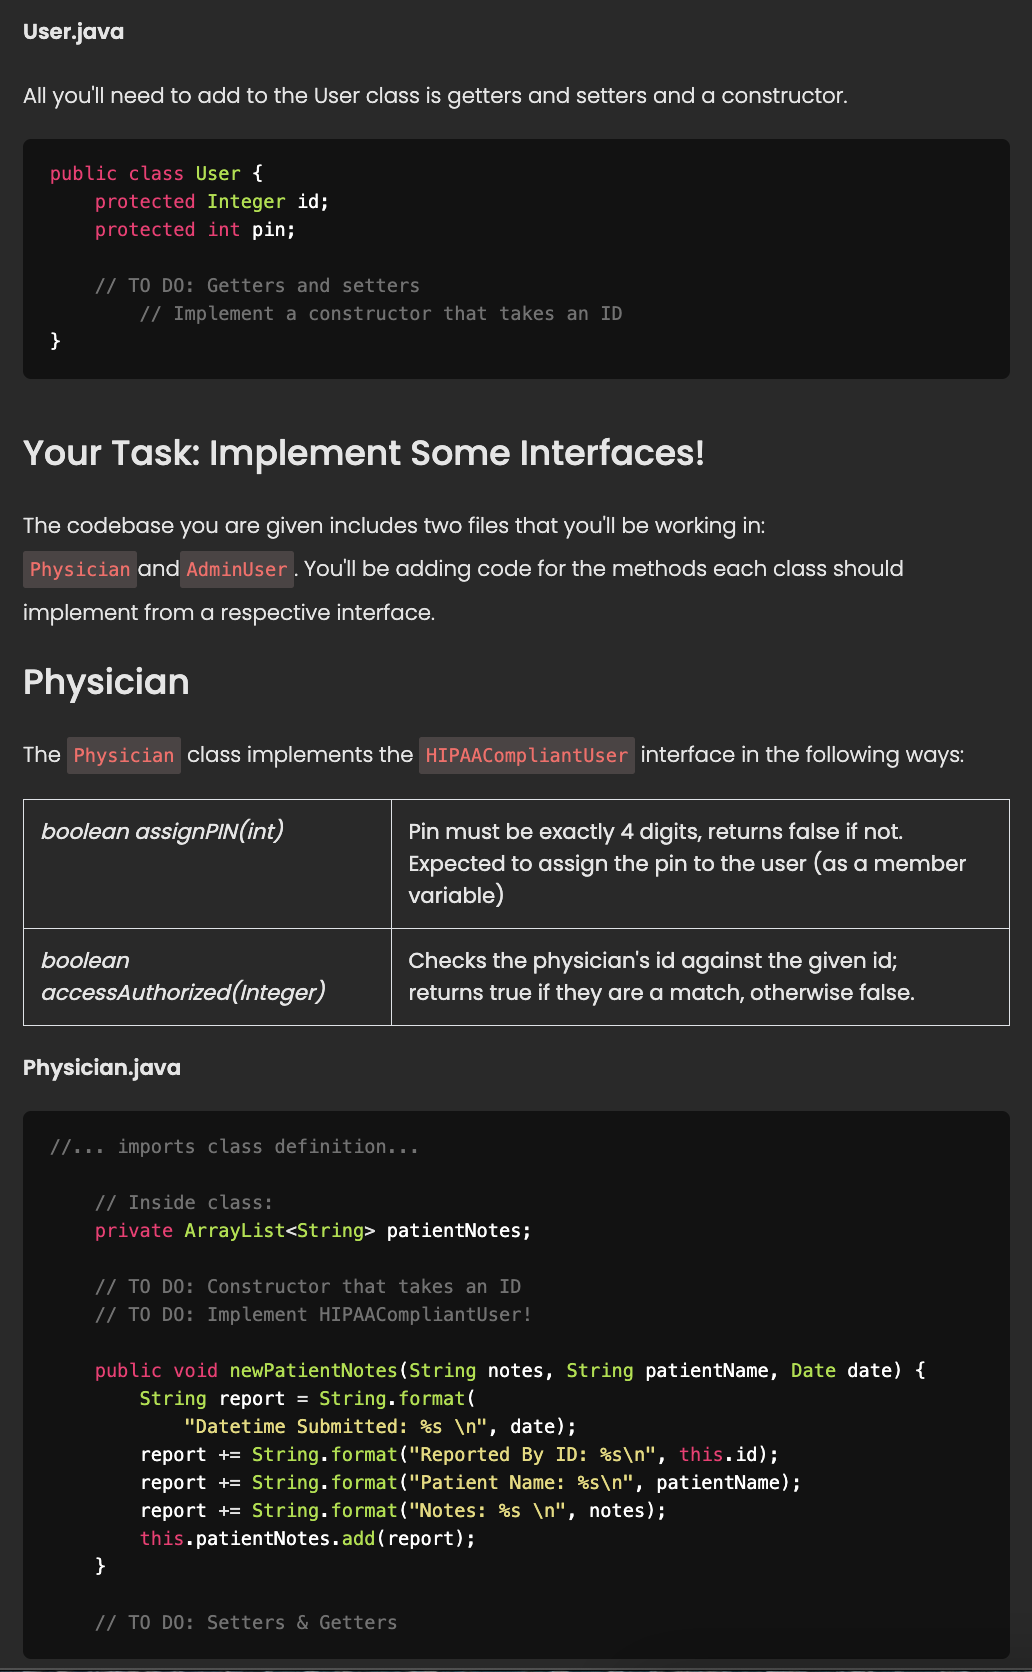 User.java
All you'll need to add to the User class is getters and setters and a constructor.
public class User {
    protected Integer id;
    protected int pin;
    // TO DO: Getters and setters
        // Implement a constructor that takes an ID
}
Your Task: Implement Some Interfaces!
The codebase you are given includes two files that you'll be working in:
Physician and AdminUser. You'll be adding code for the methods each class should
implement from a respective interface.
Physician
The Physician class implements the HIPAACompliantUser interface in the following ways:
boolean assignPIN(int)
Pin must be exactly 4 digits, returns false if not.
Expected to assign the pin to the user (as a member
variable)
boolean
accessAuthorized(Integer)
Checks the physician's id against the given id;
returns true if they are a match, otherwise false.
Physician.java
//... imports class definition...
    // Inside class:
    private ArrayList<String> patientNotes;
    // TO DO: Constructor that takes an ID
    // TO DO: Implement HIPAACompliantUser!
    public void newPatientNotes(String notes, String patientName, Date date) {
        String report = String.format(
            "Datetime Submitted: %s \n", date);
        report += String.format("Reported By ID: %s\n", this.id);
        report += String.format("Patient Name: %s\n", patientName);
        report += String.format("Notes: %s \n", notes);
        this.patientNotes.add(report);
    }
    // TO DO: Setters & Getters